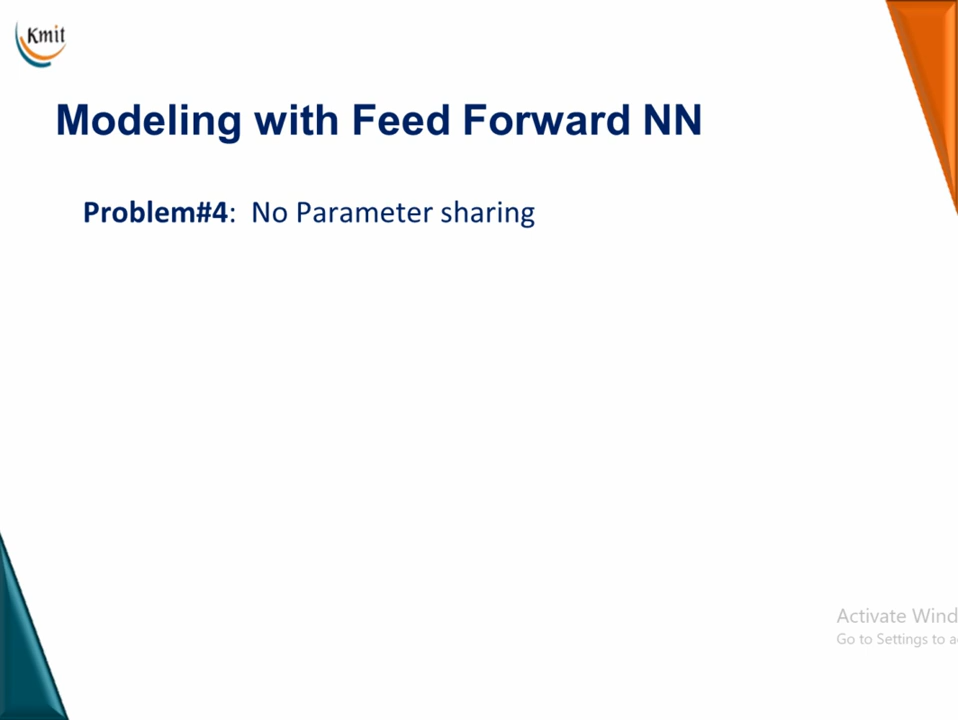 Kmit
Modeling with Feed Forward NN
Problem#4: No Parameter sharing
Activate Wind
Go to Settings to a